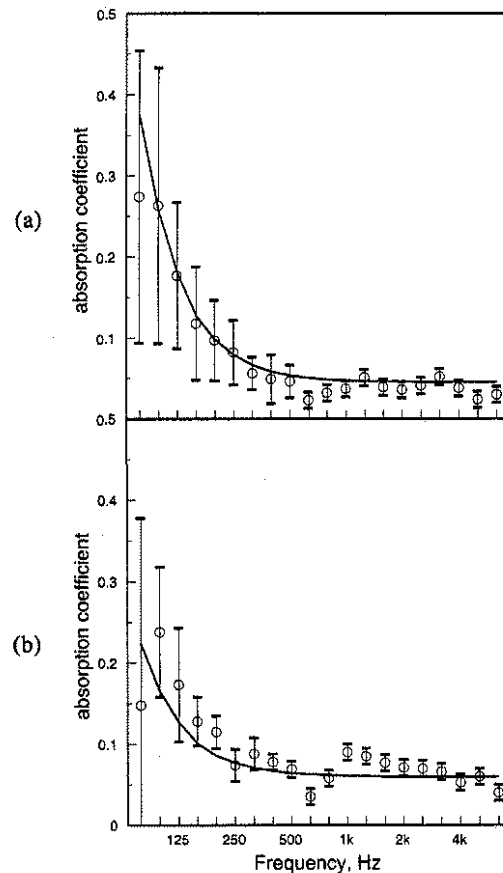 0.5
0.4
0.3
0.2
0.1
absorption coefficient
(a)
0.5
0.4
0.3
0.2
0.1
0
absorption coefficient
(b)
125 250 500 1k 2k 4k
Frequency, Hz